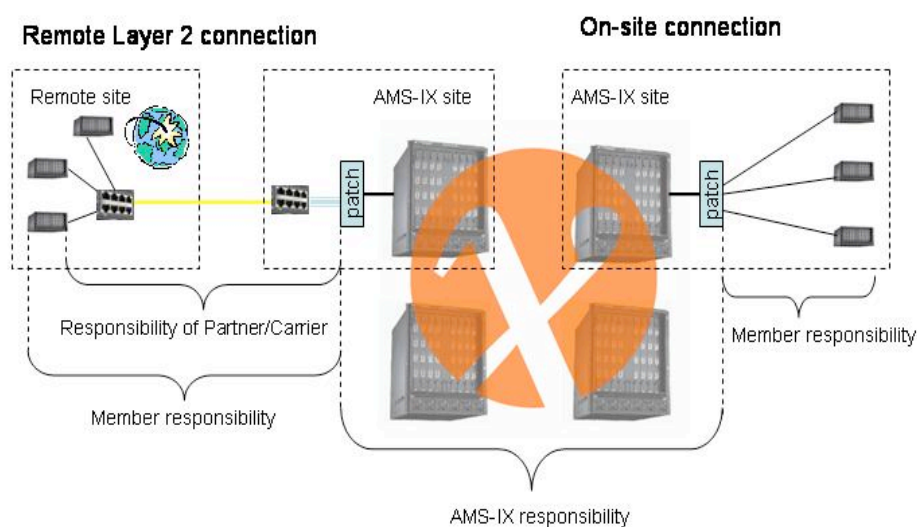 Remote Layer 2 connection
On-site connection
Remote site
AMS-IX site
AMS-IX site
patch
patch
Responsibility of Partner/Carrier
Member responsibility
Member responsibility
AMS-IX responsibility